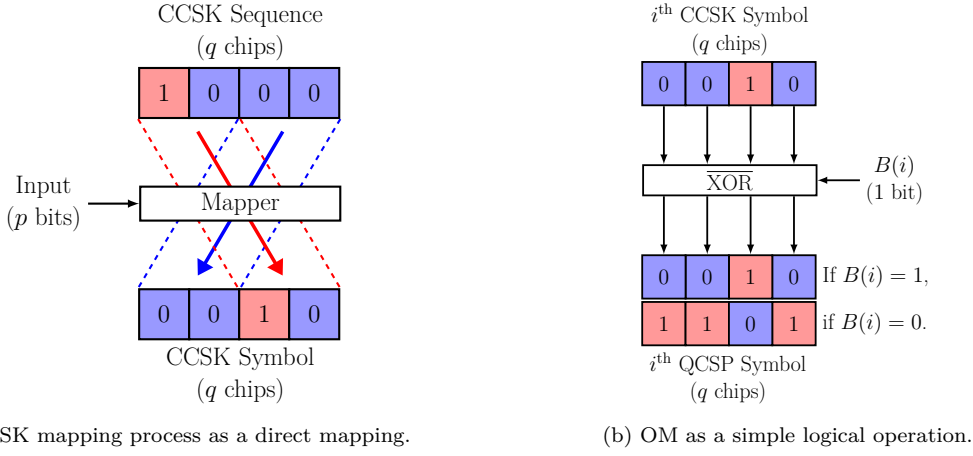 CCSK Sequence
(q chips)
1 0 0 0
Input
(p bits)
Mapper
0 0 1 0
CCSK Symbol
(q chips)
SK mapping process as a direct mapping.
i^th CCSK Symbol
(q chips)
0 0 1 0
XOR
B(i)
(1 bit)
0 0 1 0 If B(i) = 1,
1 1 0 1 if B(i) = 0.
i^th QCSP Symbol
(q chips)
(b) OM as a simple logical operation.